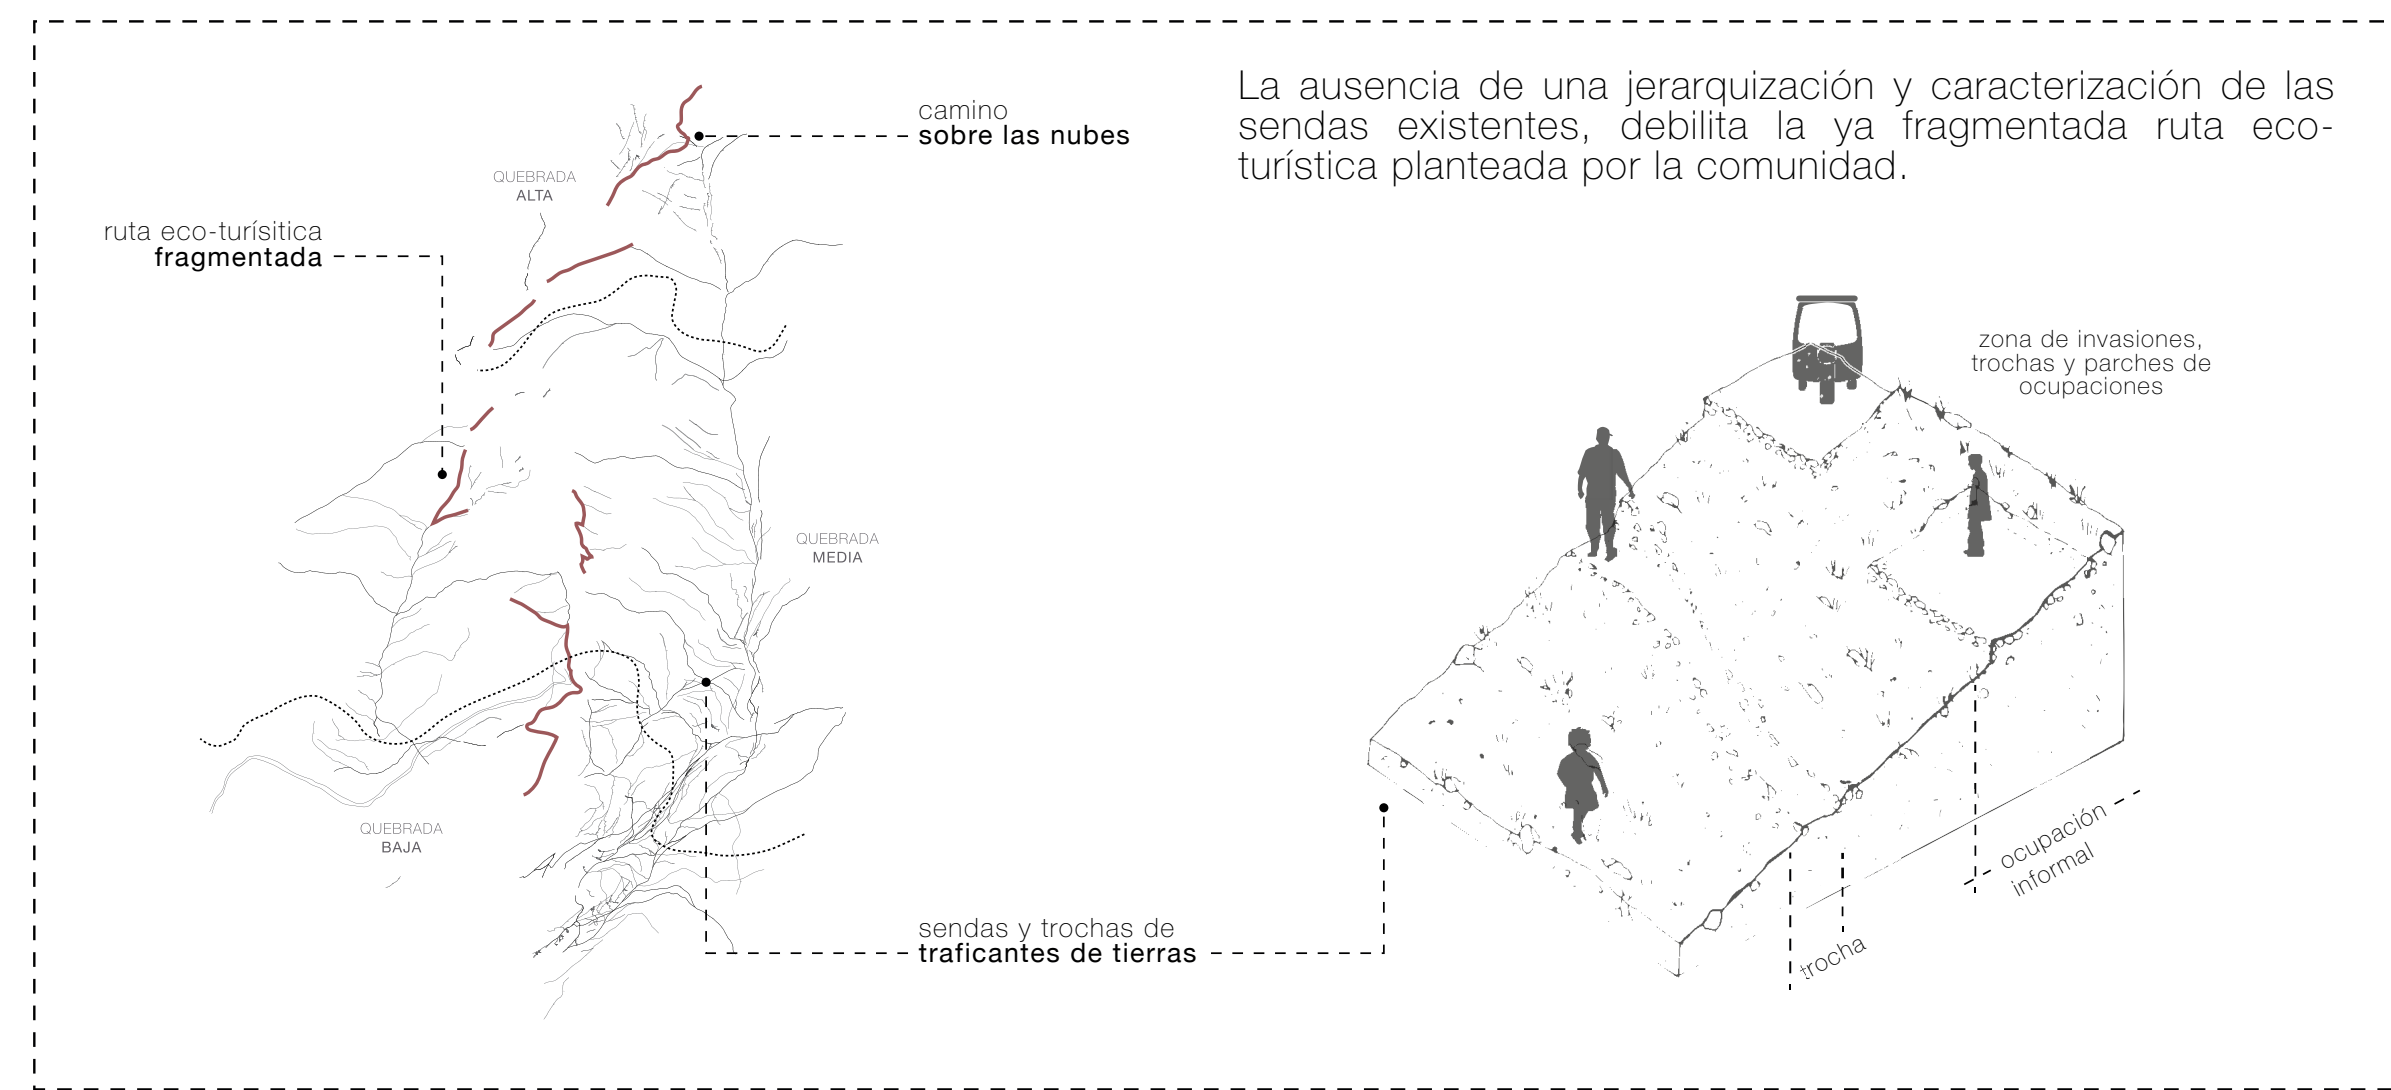 La ausencia de una jerarquización y caracterización de las
sendas existentes, debilita la ya fragmentada ruta eco-
turística planteada por la comunidad.
camino
sobre las nubes
QUEBRADA
ALTA
ruta eco-turísitica
fragmentada
zona de invasiones,
trochas y parches de
ocupaciones
QUEBRADA
MEDIA
QUEBRADA
BAJA
sendas y trochas de
traficantes de tierras
ocupación
informal
trocha